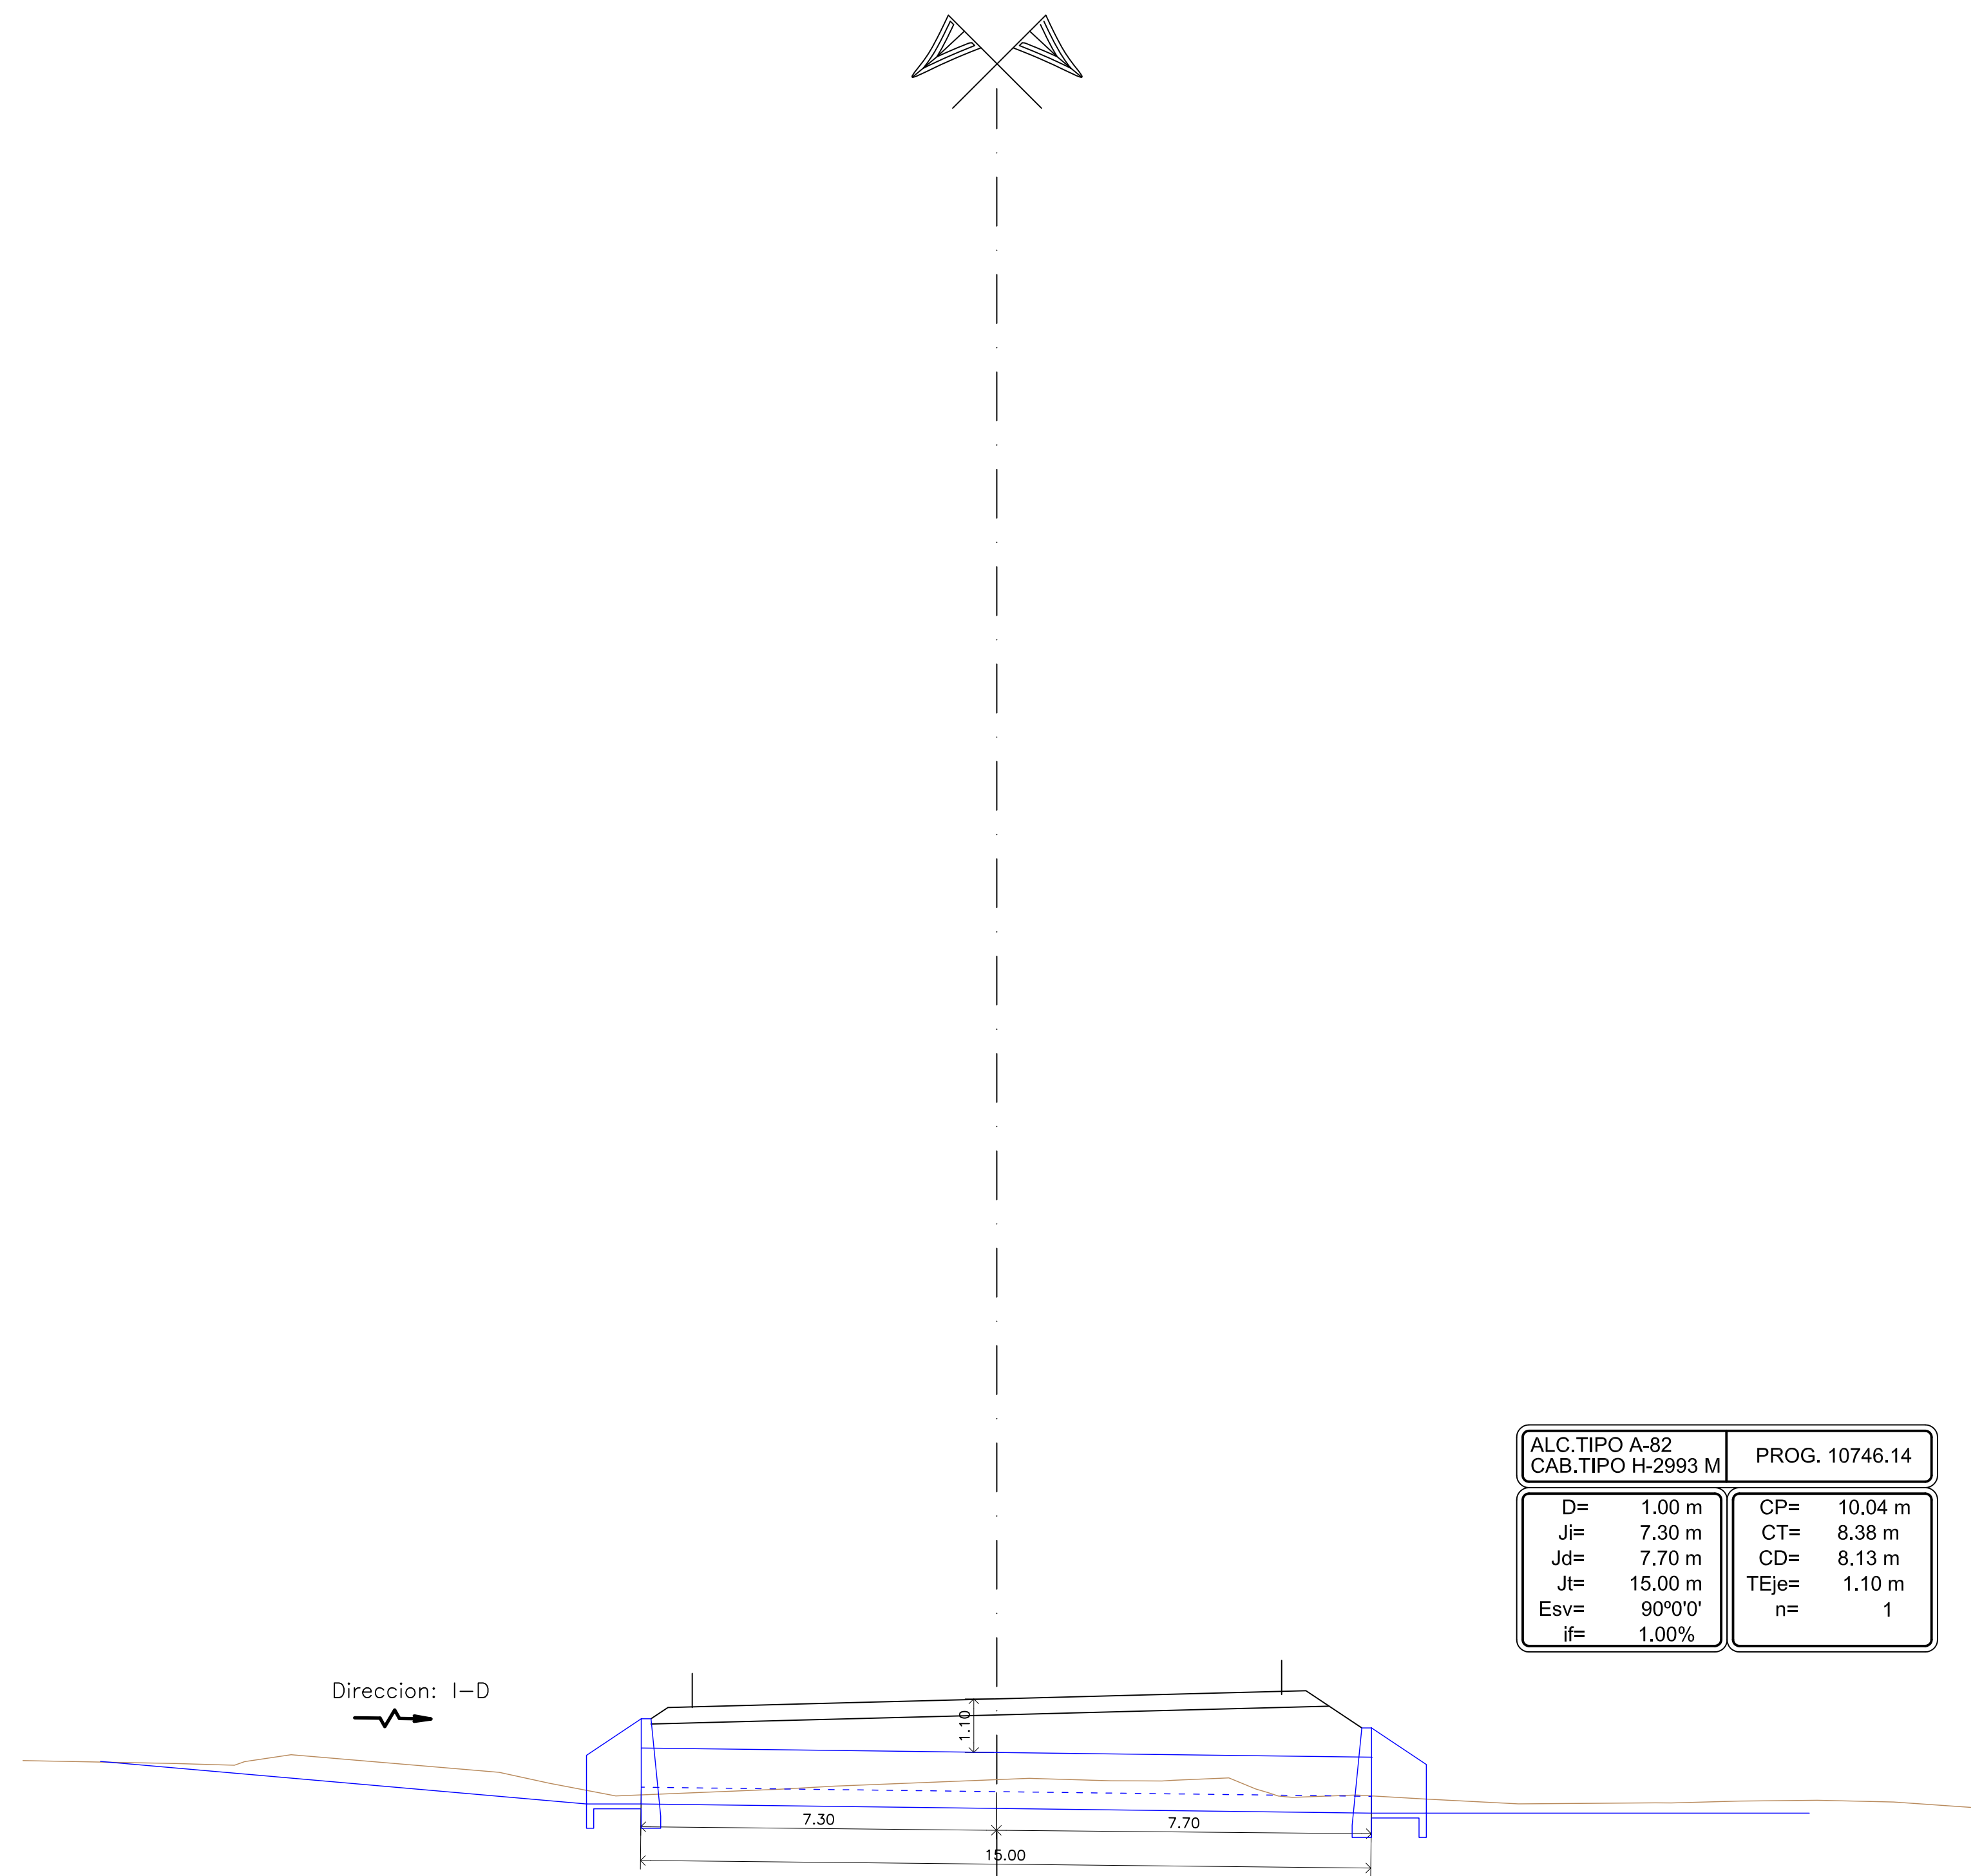 ALC.TIPO A-82
CAB.TIPO H-2993 M
PROG. 10746.14
D= 1.00 m
Ji= 7.30 m
Jd= 7.70 m
Jt= 15.00 m
Esv= 90º0'0'
if= 1.00%
CP= 10.04 m
CT= 8.38 m
CD= 8.13 m
TEje= 1.10 m
n= 1
Direccion: I-D
1.10
7.30
7.70
15.00